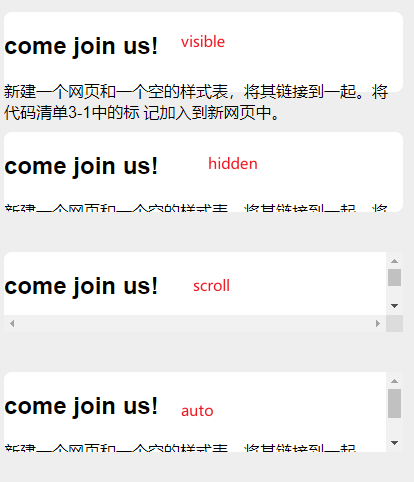 come join us! visible
新建一个网页和一个空的样式表，将其链接到一起。将
代码清单3-1中的标 记加入到新网页中。
come join us! hidden
新建一个网页和一个空的样式表，将其链接到一起。将
come join us! scroll
come join us! auto
新建一个网页和一个空的样式表，将其链接到一起。